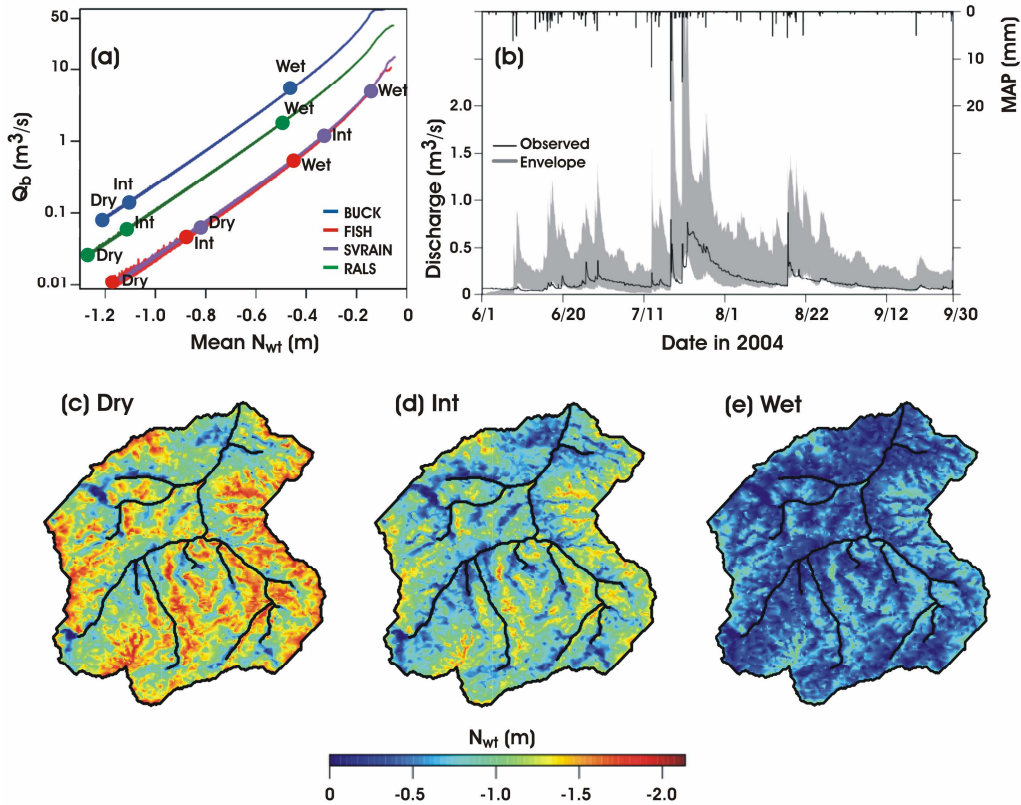 (a)
Q_b (m³/s)
50
10
1
0.1
0.01
Wet
Wet
Wet
Int
Wet
Int
Dry
Int
Dry
Int
Dry
Dry
BUCK
FISH
SVRAIN
RALS
-1.2 -1.0 -0.8 -0.6 -0.4 -0.2 0
Mean N_wt (m)
(b)
Discharge (m³/s)
2.0
1.5
1.0
0.5
0
Observed
Envelope
0
10
20
MAP (mm)
6/1 6/20 7/11 8/1 8/22 9/12 9/30
Date in 2004
(c) Dry
(d) Int
(e) Wet
N_wt (m)
0 -0.5 -1.0 -1.5 -2.0